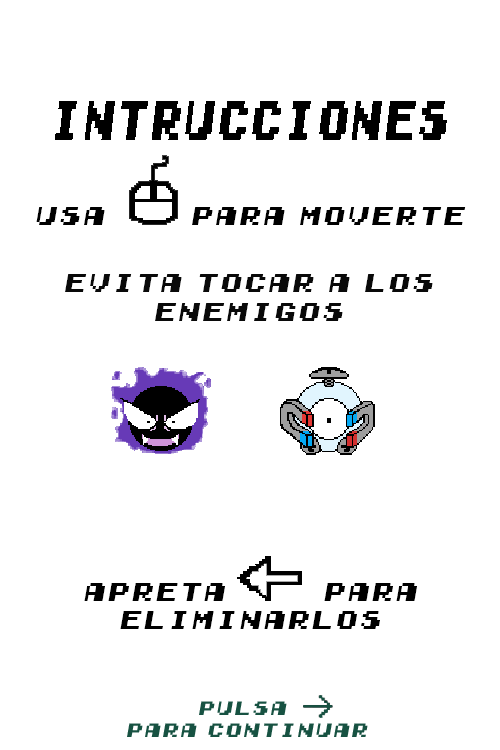 INTRUCCIONES
USA PARA MOVERTE
EVITA TOCAR A LOS
ENEMIGOS
APRETA PARA
ELIMINARLOS
PULSA →
PARA CONTINUAR